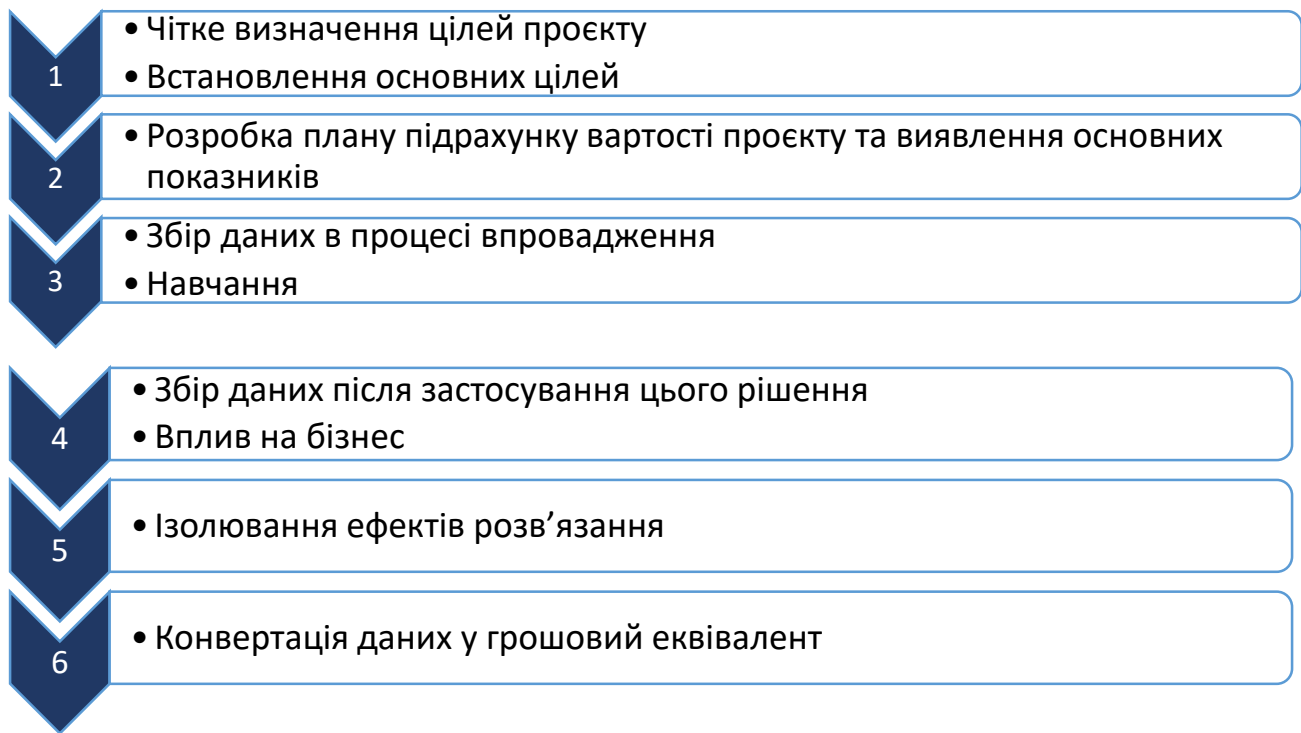 1
• Чітке визначення цілей проєкту
• Встановлення основних цілей
2
• Розробка плану підрахунку вартості проєкту та виявлення основних
показників
3
• Збір даних в процесі впровадження
• Навчання
4
• Збір даних після застосування цього рішення
• Вплив на бізнес
5
• Ізолювання ефектів розв’язання
6
• Конвертація даних у грошовий еквівалент